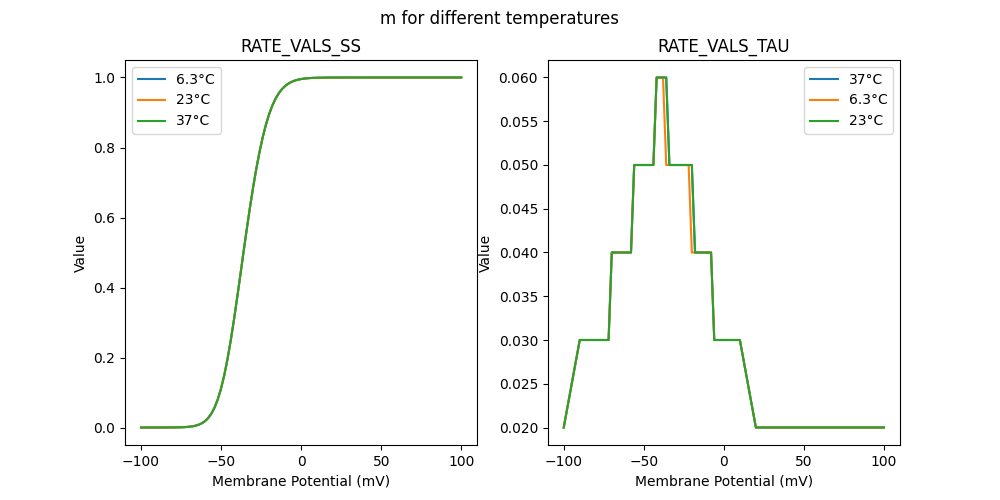 m for different temperatures
RATE_VALS_SS
1.0
0.8
0.6
0.4
0.2
0.0
Value
6.3°C
23°C
37°C
−100
−50
0
50
100
Membrane Potential (mV)
RATE_VALS_TAU
0.060
0.055
0.050
0.045
0.040
0.035
0.030
0.025
0.020
Value
37°C
6.3°C
23°C
−100
−50
0
50
100
Membrane Potential (mV)